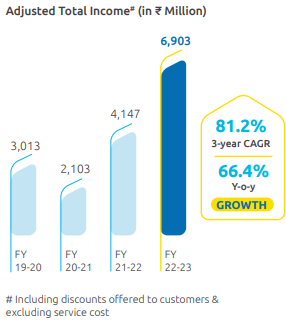 Adjusted Total Income# (in ₹ Million)
6,903
4,147
3,013
2,103
81.2%
3-year CAGR
66.4%
Y-o-y
GROWTH
FY
19-20
FY
20-21
FY
21-22
FY
22-23
# Including discounts offered to customers &
excluding service cost